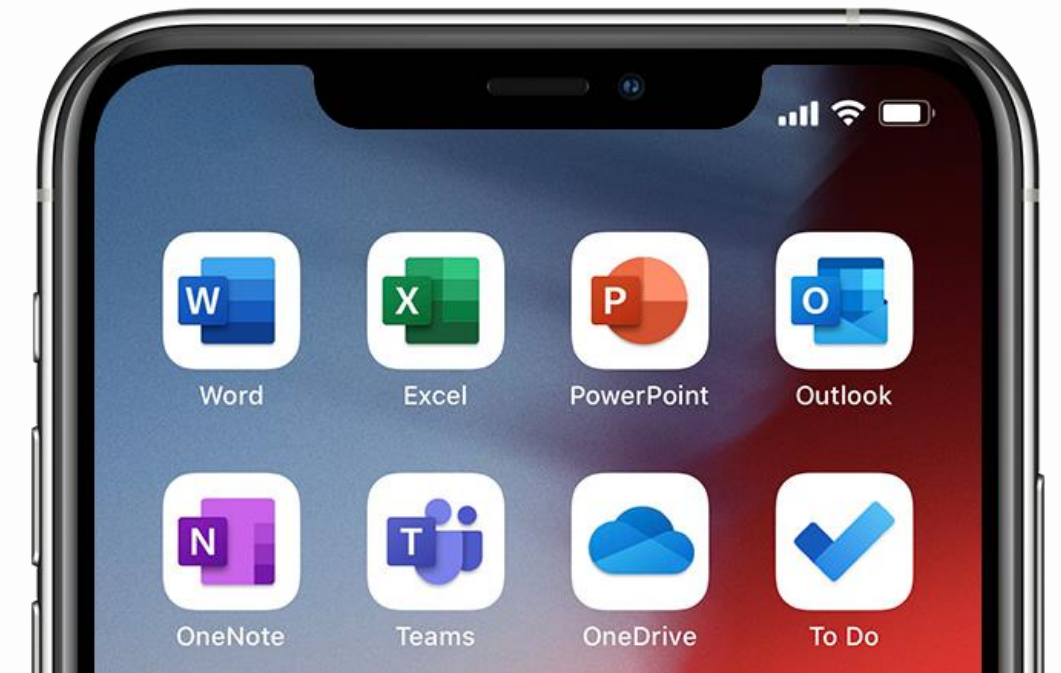 W X P O
Word Excel PowerPoint Outlook
N T
OneNote Teams OneDrive To Do